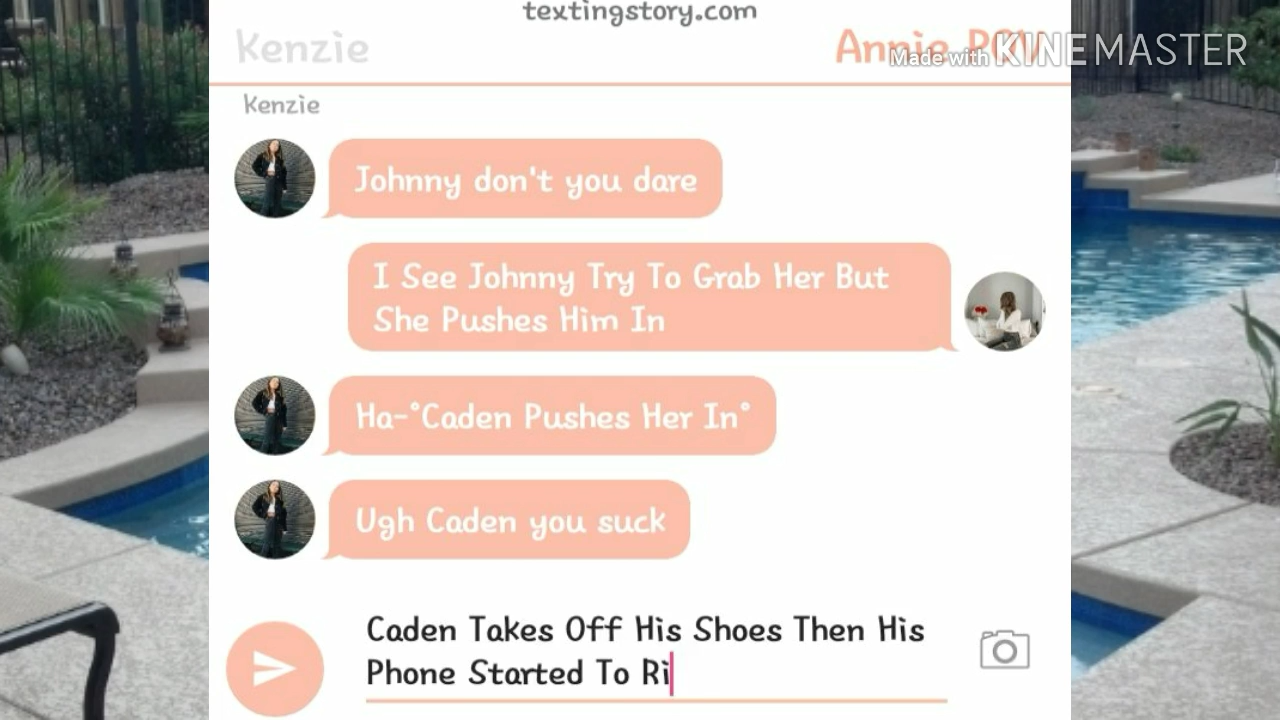 textingstory.com
Kenzie
Annie POV
Made with KINEMASTER
Kenzie
Johnny don't you dare
I See Johnny Try To Grab Her But
She Pushes Him In
Ha-°Caden Pushes Her In°
Ugh Caden you suck
Caden Takes Off His Shoes Then His
Phone Started To Ri